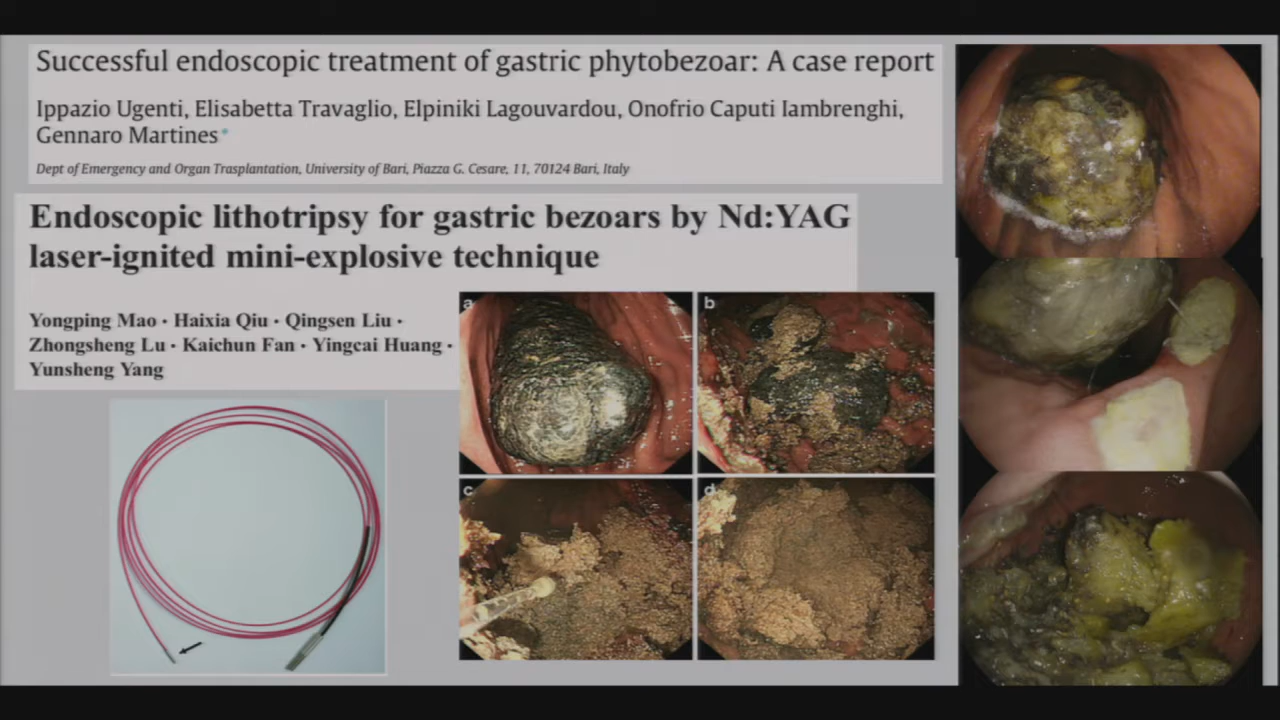 Successful endoscopic treatment of gastric phytobezoar: A case report
Ippazio Ugenti, Elisabetta Travaglio, Elpiniki Lagouvardou, Onofrio Caputi Iambrenghi,
Gennaro Martines*
Dept of Emergency and Organ Trasplantation, University of Bari, Piazza G. Cesare, 11, 70124 Bari, Italy
Endoscopic lithotripsy for gastric bezoars by Nd:YAG
laser-ignited mini-explosive technique
Yongping Mao · Haixia Qiu · Qingsen Liu ·
Zhongsheng Lu · Kaichun Fan · Yingcai Huang ·
Yunsheng Yang
a
b
c
d